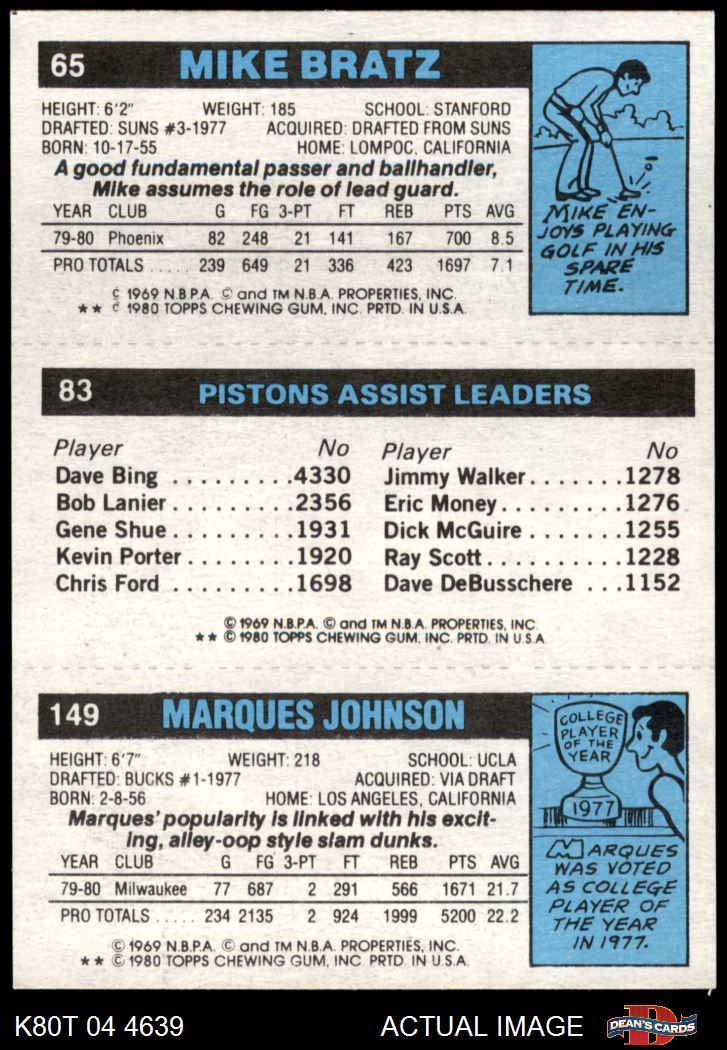 65 MIKE BRATZ
HEIGHT: 6'2" WEIGHT: 185 SCHOOL: STANFORD
DRAFTED: SUNS #3-1977 ACQUIRED: DRAFTED FROM SUNS
BORN: 10-17-55 HOME: LOMPOC, CALIFORNIA
A good fundamental passer and ballhandler,
Mike assumes the role of lead guard.
YEAR CLUB G FG 3-PT FT REB PTS AVG
79-80 Phoenix 82 248 21 141 167 700 8.5
PRO TOTALS ..... 239 649 21 336 423 1697 7.1
© 1969 N.B.P.A. © and TM N.B.A. PROPERTIES, INC.
★★ © 1980 TOPPS CHEWING GUM, INC. PRTD. IN U.S.A.
MIKE EN-
JOYS PLAYING
GOLF IN HIS
SPARE
TIME.
83 PISTONS ASSIST LEADERS
Player No Player No
Dave Bing .........4330 Jimmy Walker.......1278
Bob Lanier.........2356 Eric Money.........1276
Gene Shue.........1931 Dick McGuire.......1255
Kevin Porter........1920 Ray Scott..........1228
Chris Ford .........1698 Dave DeBusschere ...1152
© 1969 N.B.P.A. © and TM N.B.A. PROPERTIES, INC
★★ © 1980 TOPPS CHEWING GUM, INC. PRTD. IN U.S.A.
149 MARQUES JOHNSON
HEIGHT: 6'7" WEIGHT: 218 SCHOOL: UCLA
DRAFTED: BUCKS #1-1977 ACQUIRED: VIA DRAFT
BORN: 2-8-56 HOME: LOS ANGELES, CALIFORNIA
Marques' popularity is linked with his excit-
ing, alley-oop style slam dunks.
YEAR CLUB G FG 3-PT FT REB PTS AVG
79-80 Milwaukee 77 687 2 291 566 1671 21.7
PRO TOTALS ..... 234 2135 2 924 1999 5200 22.2
© 1969 N.B.P.A. © and TM N.B.A. PROPERTIES, INC.
★★ © 1980 TOPPS CHEWING GUM, INC PRTD. IN U.S.A.
COLLEGE
PLAYER
OF THE
YEAR
1977
MARQUES
WAS VOTED
AS COLLEGE
PLAYER OF
THE YEAR
IN 1977.
K80T 04 4639 ACTUAL IMAGE DEAN'S CARDS